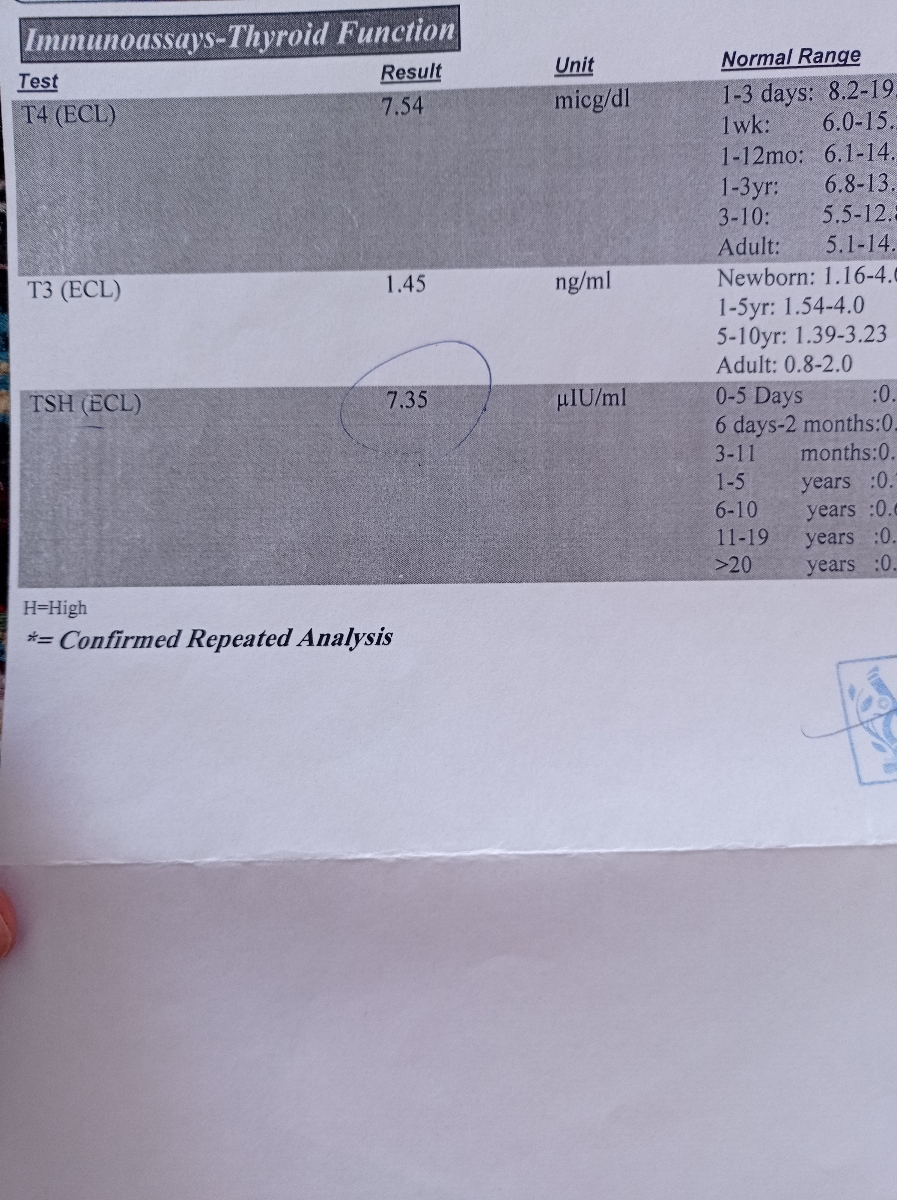 Immunoassays-Thyroid Function
Test Result Unit Normal Range
T4 (ECL) 7.54 micg/dl 1-3 days: 8.2-19.
1wk: 6.0-15.
1-12mo: 6.1-14.
1-3yr: 6.8-13.
3-10: 5.5-12.
Adult: 5.1-14.
T3 (ECL) 1.45 ng/ml Newborn: 1.16-4.
1-5yr: 1.54-4.0
5-10yr: 1.39-3.23
Adult: 0.8-2.0
TSH (ECL) 7.35 µIU/ml 0-5 Days :0.
6 days-2 months:0.
3-11 months:0.
1-5 years :0.
6-10 years :0.
11-19 years :0.
>20 years :0.
H=High
*= Confirmed Repeated Analysis